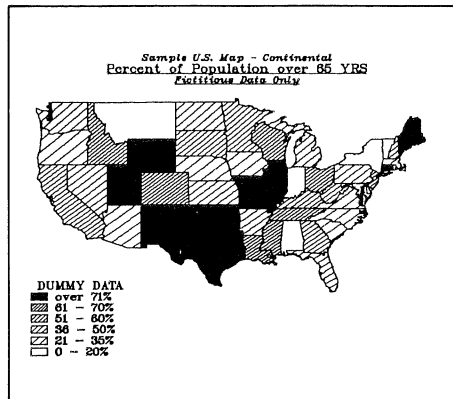 Sample U.S. Map - Continental
Percent of Population over 65 YRS
Fictitious Data Only
DUMMY DATA
over 71%
61 - 70%
51 - 60%
36 - 50%
21 - 35%
0 - 20%